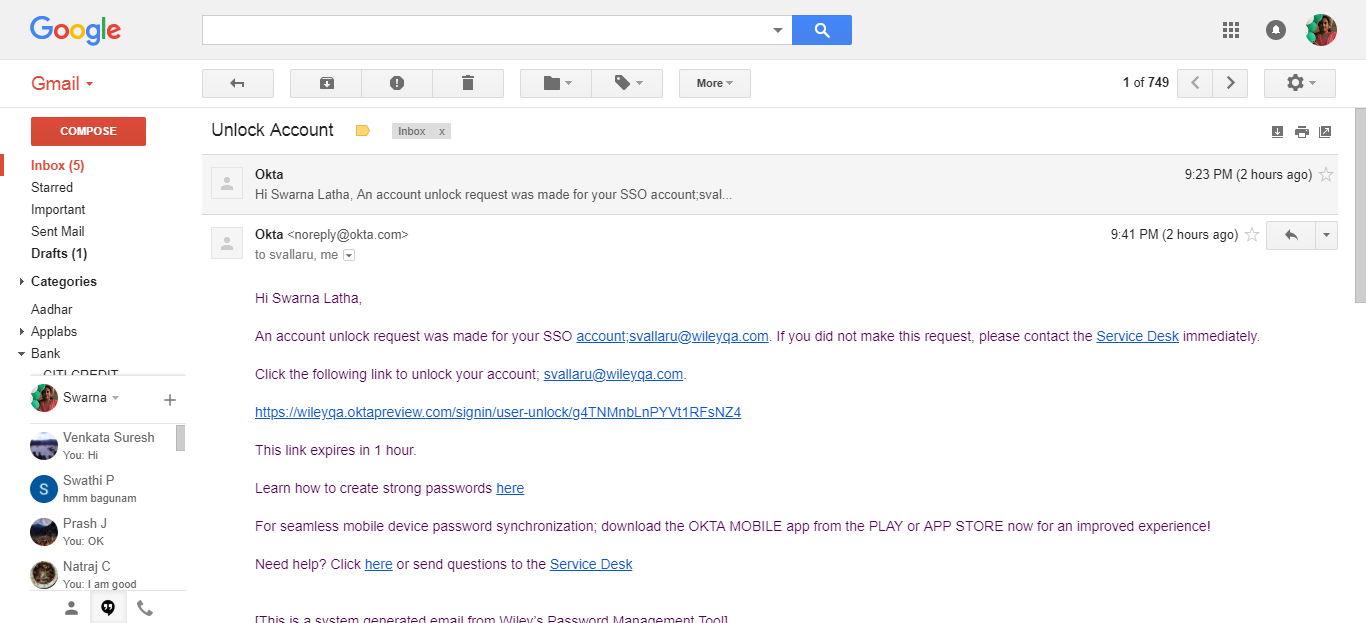 Google
Gmail
More
1 of 749
COMPOSE
Inbox (5)
Starred
Important
Sent Mail
Drafts (1)
Categories
Aadhar
Applabs
Bank
CITI CREDIT
Swarna
Venkata Suresh
You: Hi
S
Swathi P
hmm bagunam
Prash J
You: OK
Natraj C
You: I am good
Unlock Account
Inbox x
Okta
9:23 PM (2 hours ago)
Hi Swarna Latha, An account unlock request was made for your SSO account;sval...
Okta <noreply@okta.com>
9:41 PM (2 hours ago)
to svallaru, me
Hi Swarna Latha,
An account unlock request was made for your SSO account;svallaru@wileyqa.com. If you did not make this request, please contact the Service Desk immediately.
Click the following link to unlock your account; svallaru@wileyqa.com.
https://wileyqa.oktapreview.com/signin/user-unlock/g4TNMnbLnPYVt1RFsNZ4
This link expires in 1 hour.
Learn how to create strong passwords here
For seamless mobile device password synchronization; download the OKTA MOBILE app from the PLAY or APP STORE now for an improved experience!
Need help? Click here or send questions to the Service Desk
[This is a system generated email from Wiley's Password Management Tool]